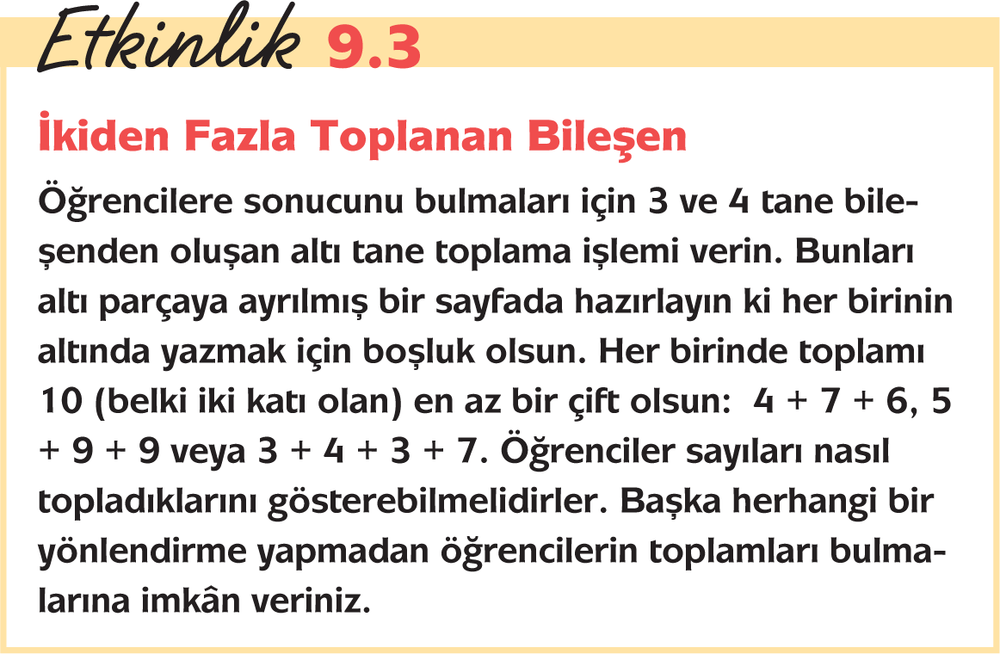 Etkinlik 9.3
İkiden Fazla Toplanan Bileşen
Öğrencilere sonucunu bulmaları için 3 ve 4 tane bile-
şenden oluşan altı tane toplama işlemi verin. Bunları
altı parçaya ayrılmış bir sayfada hazırlayın ki her birinin
altında yazmak için boşluk olsun. Her birinde toplamı
10 (belki iki katı olan) en az bir çift olsun: 4 + 7 + 6, 5
+ 9 + 9 veya 3 + 4 + 3 + 7. Öğrenciler sayıları nasıl
topladıklarını gösterebilmelidirler. Başka herhangi bir
yönlendirme yapmadan öğrencilerin toplamları bulma-
larına imkân veriniz.